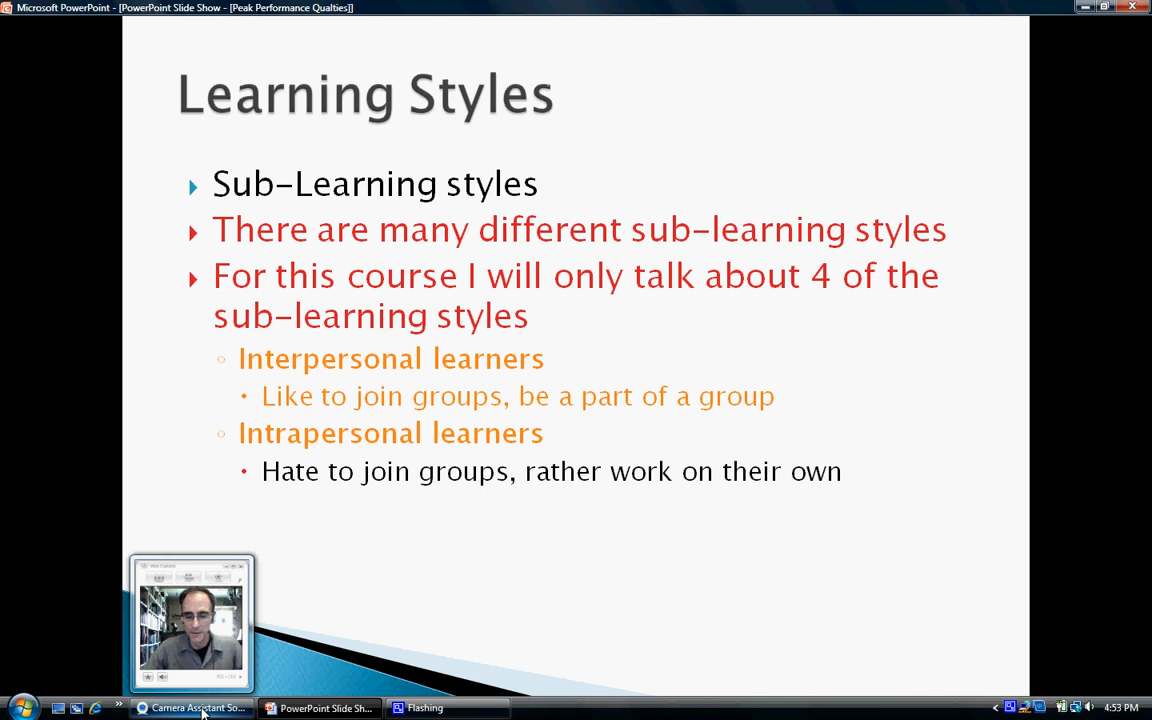 Microsoft PowerPoint - [PowerPoint Slide Show - [Peak Performance Qualties]]
Learning Styles
Sub-Learning styles
There are many different sub-learning styles
For this course I will only talk about 4 of the
sub-learning styles
Interpersonal learners
Like to join groups, be a part of a group
Intrapersonal learners
Hate to join groups, rather work on their own
Camera Assistant So...
PowerPoint Slide Sh...
Flashing
4:53 PM